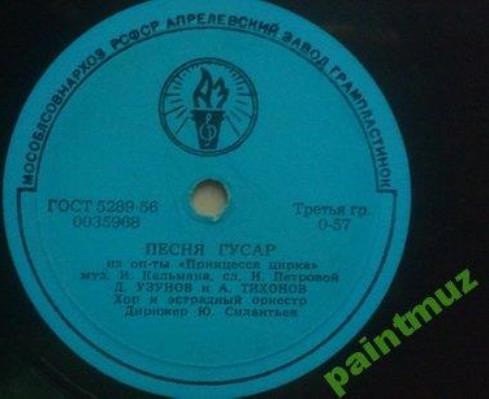 МОСОБЛСОВНАРХОЗ РСФСР АПРЕЛЕВСКИЙ ЗАВОД ГРАМПЛАСТИНОК
АЗ
ГОСТ 5289-56
0035968
Третья гр.
0-57
ПЕСНЯ ГУСАР
из оп-ты «Принцесса цирка»
муз. И. Кальмана, сл. И. Петровой
Д. УЗУНОВ и А. ТИХОНОВ
Хор и эстрадный оркестр
Дирижер Ю. Силантьев
paintmuz